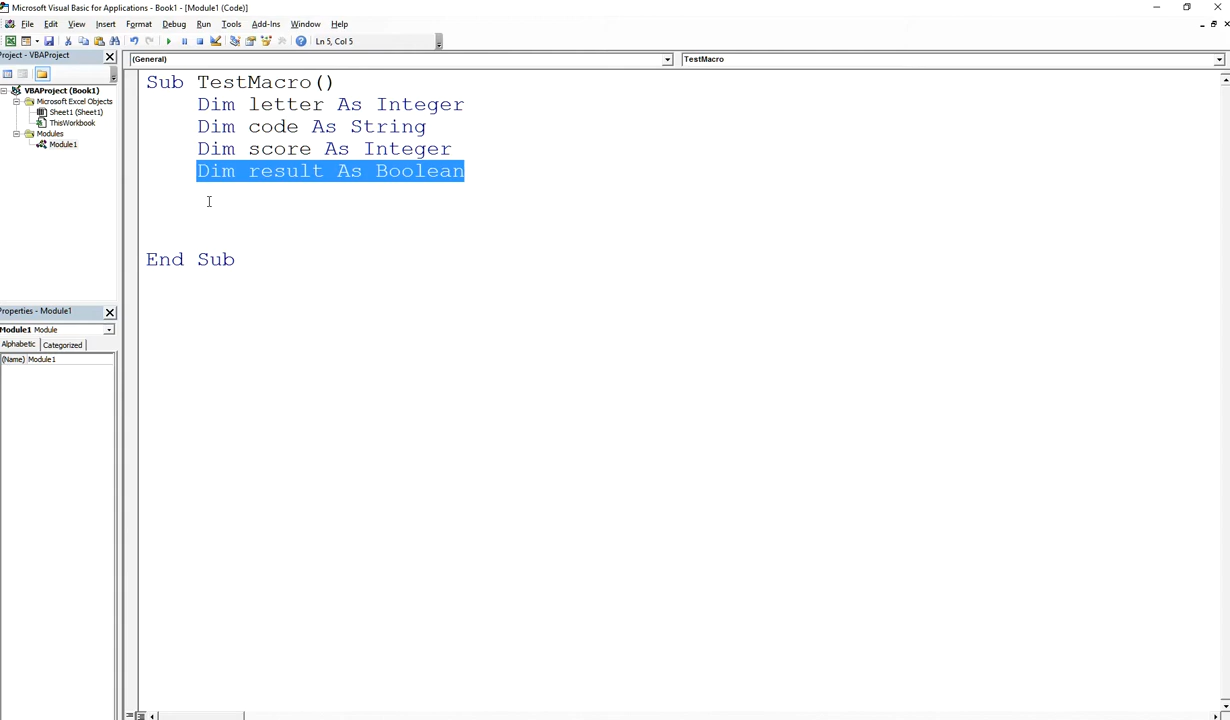 Microsoft Visual Basic for Applications - Book1 - [Module1 (Code)]
File Edit View Insert Format Debug Run Tools Add-Ins Window Help
Ln 5, Col 5
Project - VBAProject
(General)
TestMacro
VBAProject (Book1)
Microsoft Excel Objects
Sheet1 (Sheet1)
ThisWorkbook
Modules
Module1
Sub TestMacro()
Dim letter As Integer
Dim code As String
Dim score As Integer
Dim result As Boolean
End Sub
Properties - Module1
Module1 Module
Alphabetic Categorized
(Name) Module1